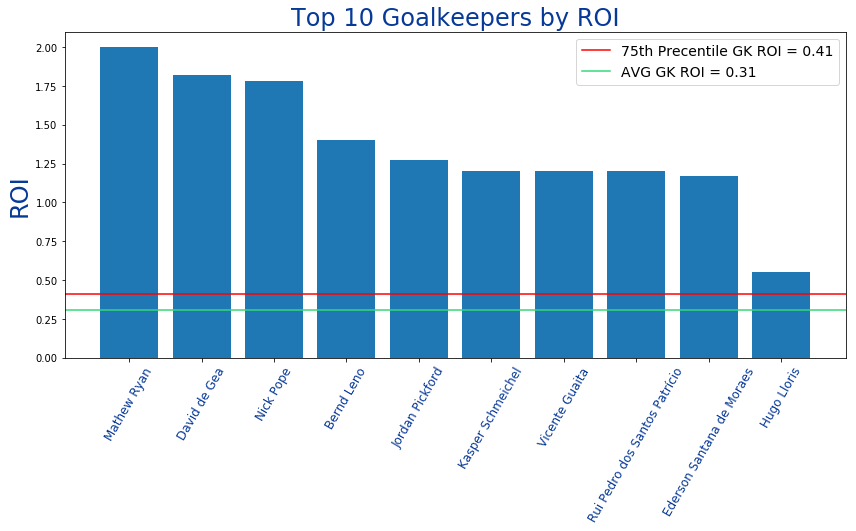 Top 10 Goalkeepers by ROI
75th Precentile GK ROI = 0.41
AVG GK ROI = 0.31
ROI
2.00
1.75
1.50
1.25
1.00
0.75
0.50
0.25
0.00
Mathew Ryan
David de Gea
Nick Pope
Bernd Leno
Jordan Pickford
Kasper Schmeichel
Vicente Guaita
Rui Pedro dos Santos Patrício
Ederson Santana de Moraes
Hugo Lloris